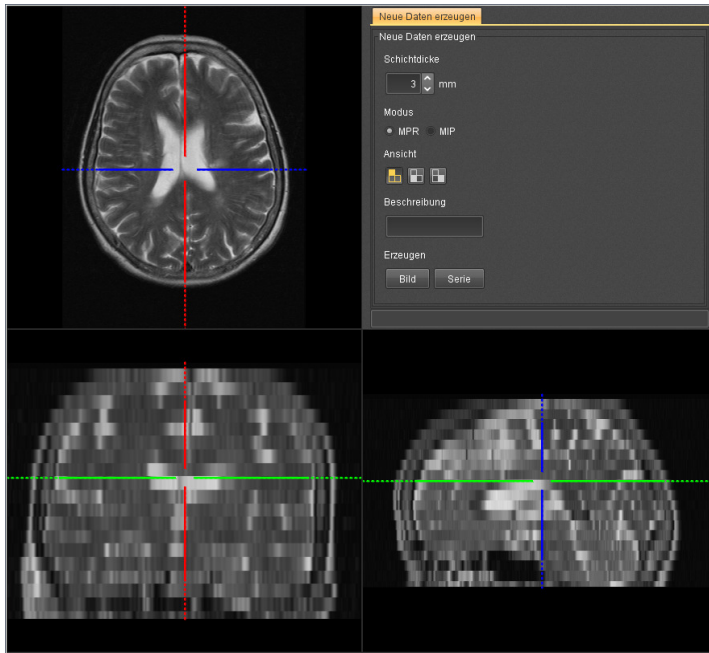 Neue Daten erzeugen
Neue Daten erzeugen
Schichtdicke
3 mm
Modus
MPR MIP
Ansicht
Beschreibung
Erzeugen
Bild Serie